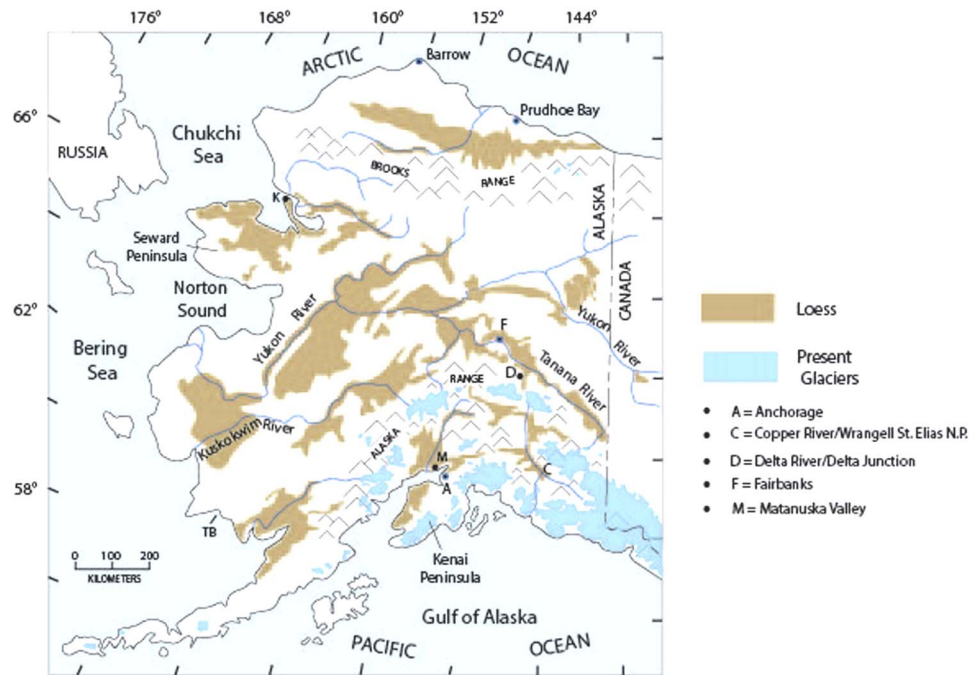 176° 168° 160° 152° 144°
ARCTIC OCEAN
Barrow
Prudhoe Bay
66°
Chukchi
Sea
RUSSIA
BROOKS RANGE
K
ALASKA
CANADA
Seward
Peninsula
Norton
Sound
62°
Yukon River
Yukon
River
Bering
Sea
F
D
Tanana River
RANGE
Kuskokwim River
ALASKA
M
A
C
58°
TB
0 100 200
KILOMETERS
Kenai
Peninsula
Gulf of Alaska
PACIFIC OCEAN
Loess
Present
Glaciers
A = Anchorage
C = Copper River/Wrangell St. Elias N.P.
D = Delta River/Delta Junction
F = Fairbanks
M = Matanuska Valley